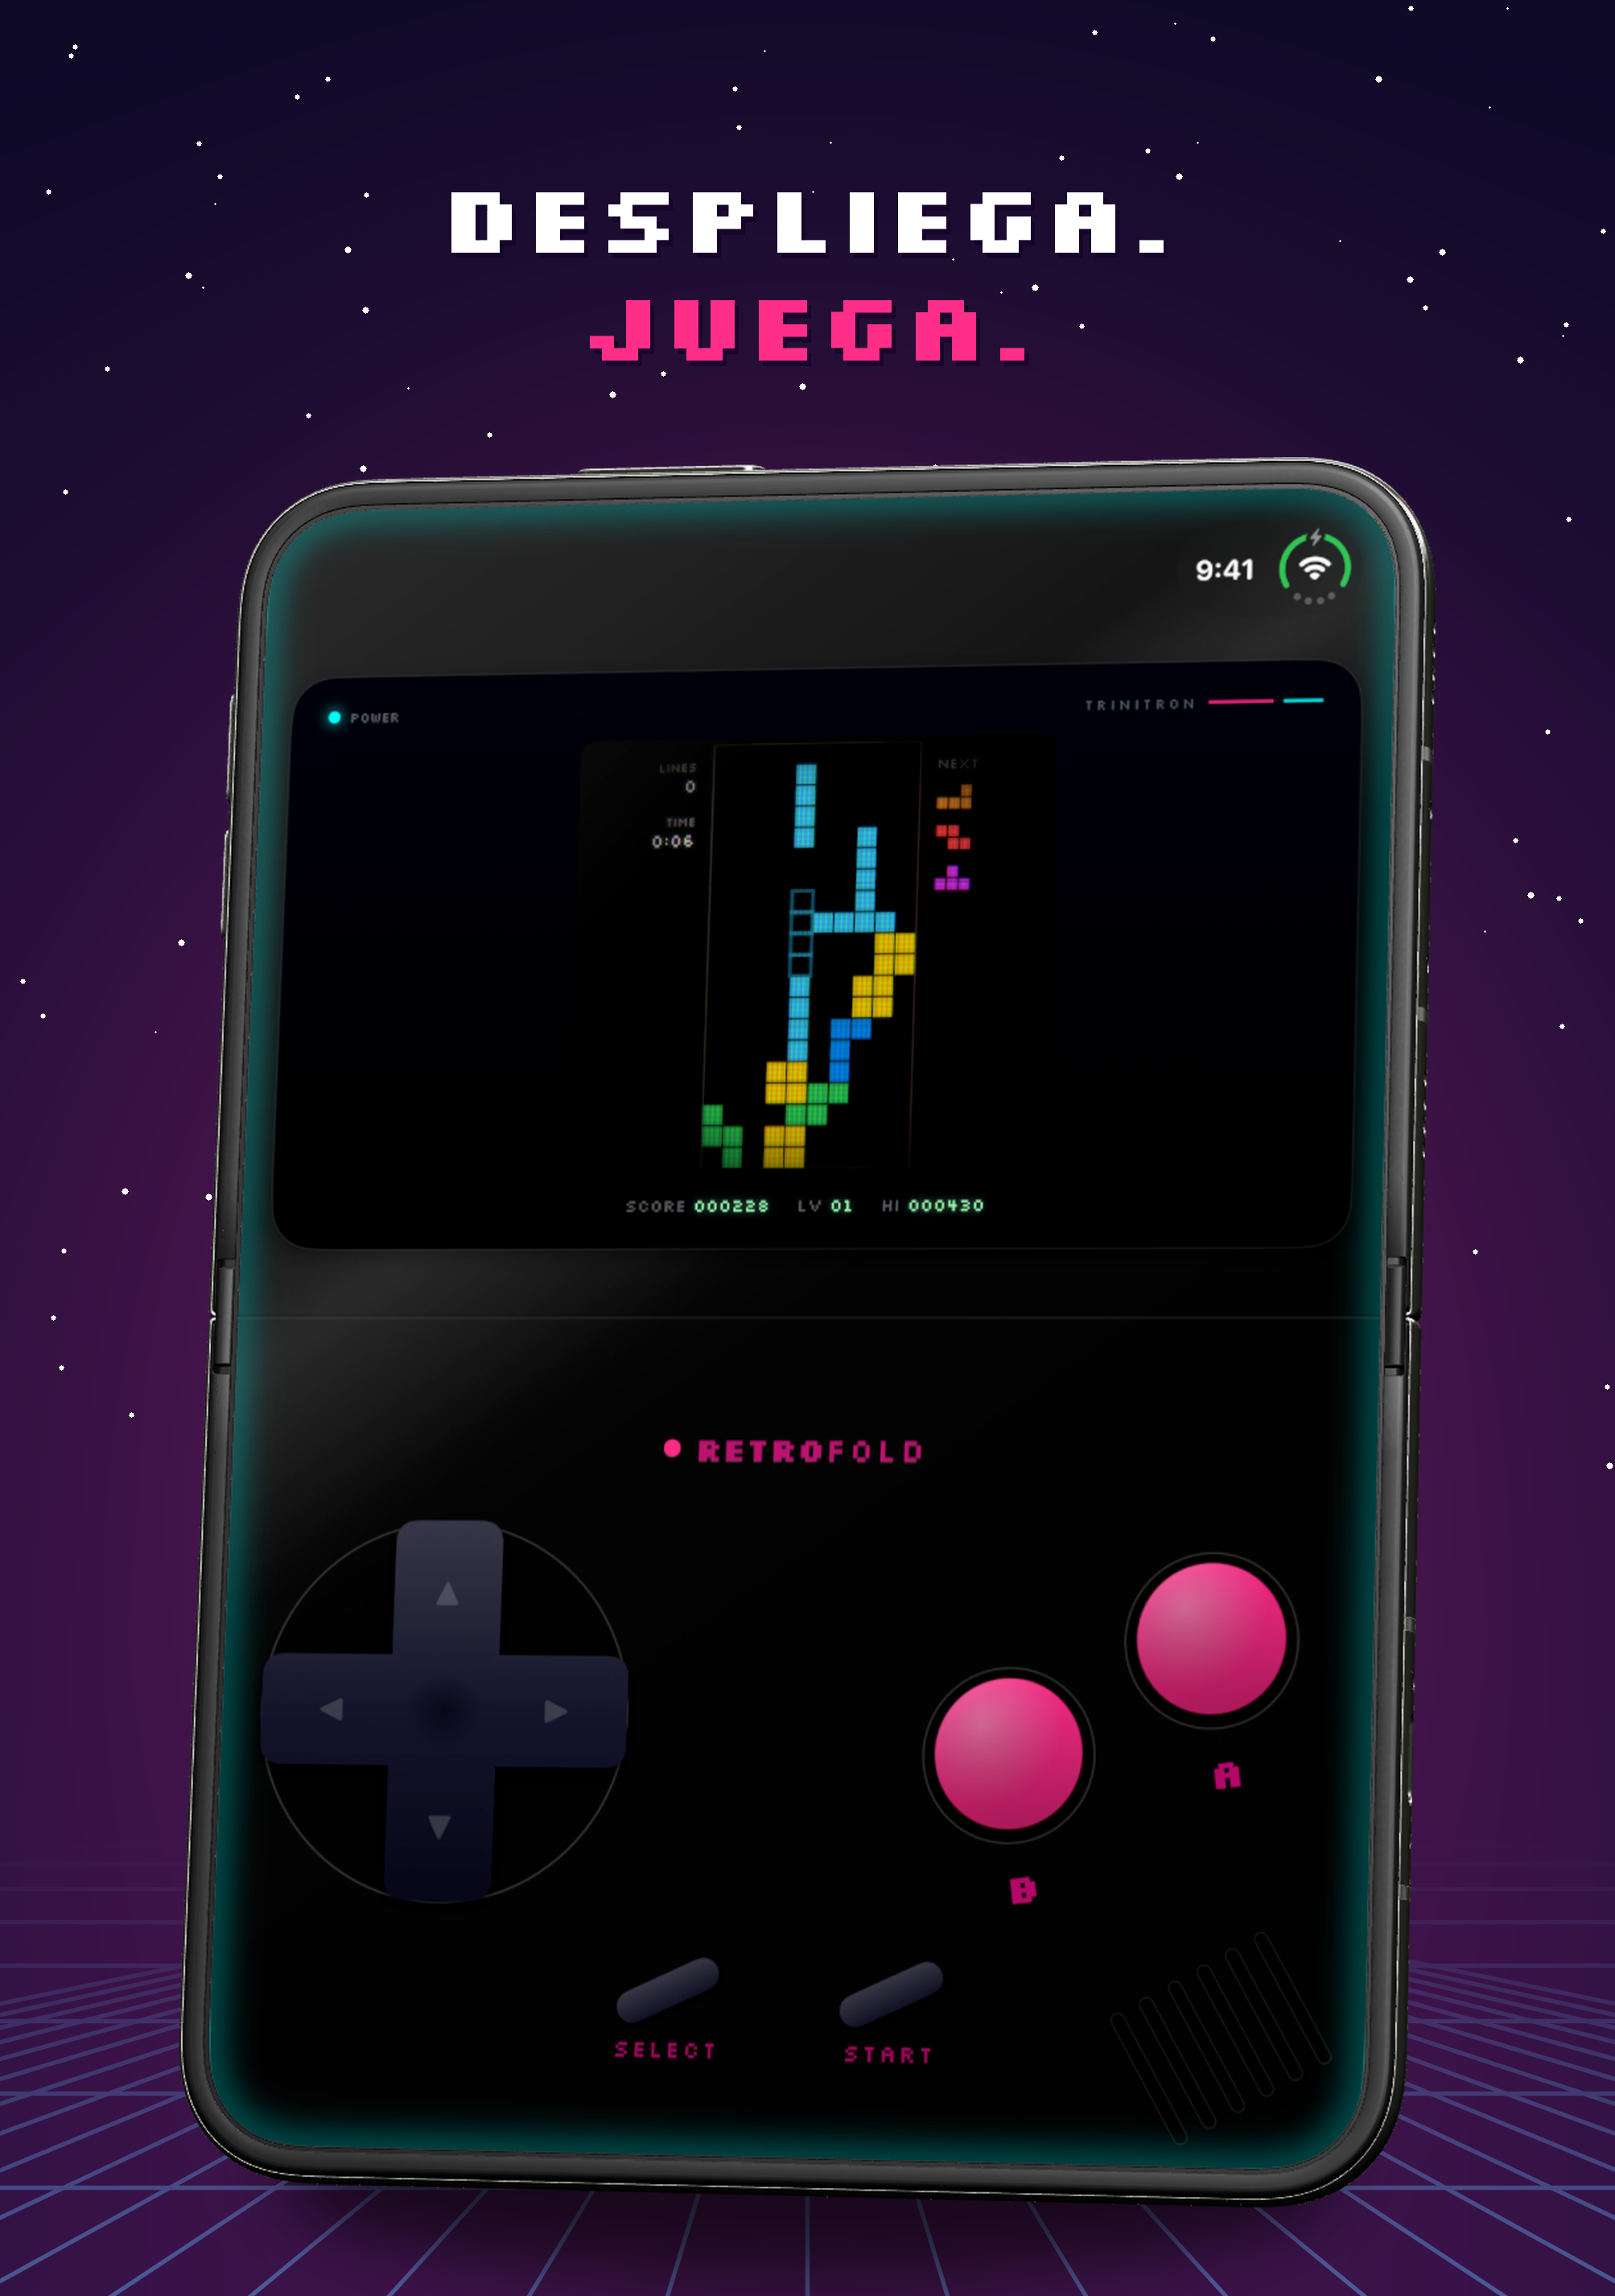 DESPLIEGA.
JUEGA.
9:41
POWER
TRINITRON
LINES
0
TIME
0:06
NEXT
SCORE 000228 LV 01 HI 000430
RETROFOLD
A
B
SELECT
START